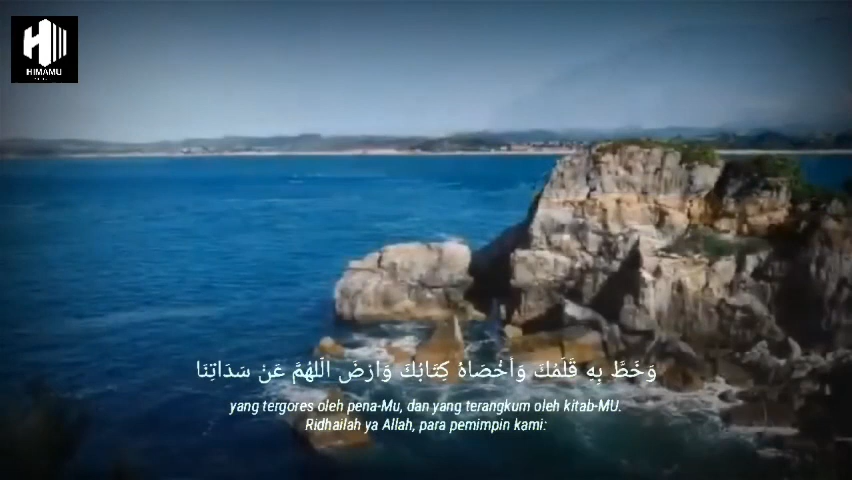 HIMAMU
وَخَطَّ بِهِ قَلَمُكَ وَأَحْصَاهُ كِتَابُكَ وَارْضَ اللّٰهُمَّ عَنْ سَدَاتِنَا
yang tergores oleh pena-Mu, dan yang terangkum oleh kitab-MU.
Ridhailah ya Allah, para pemimpin kami: